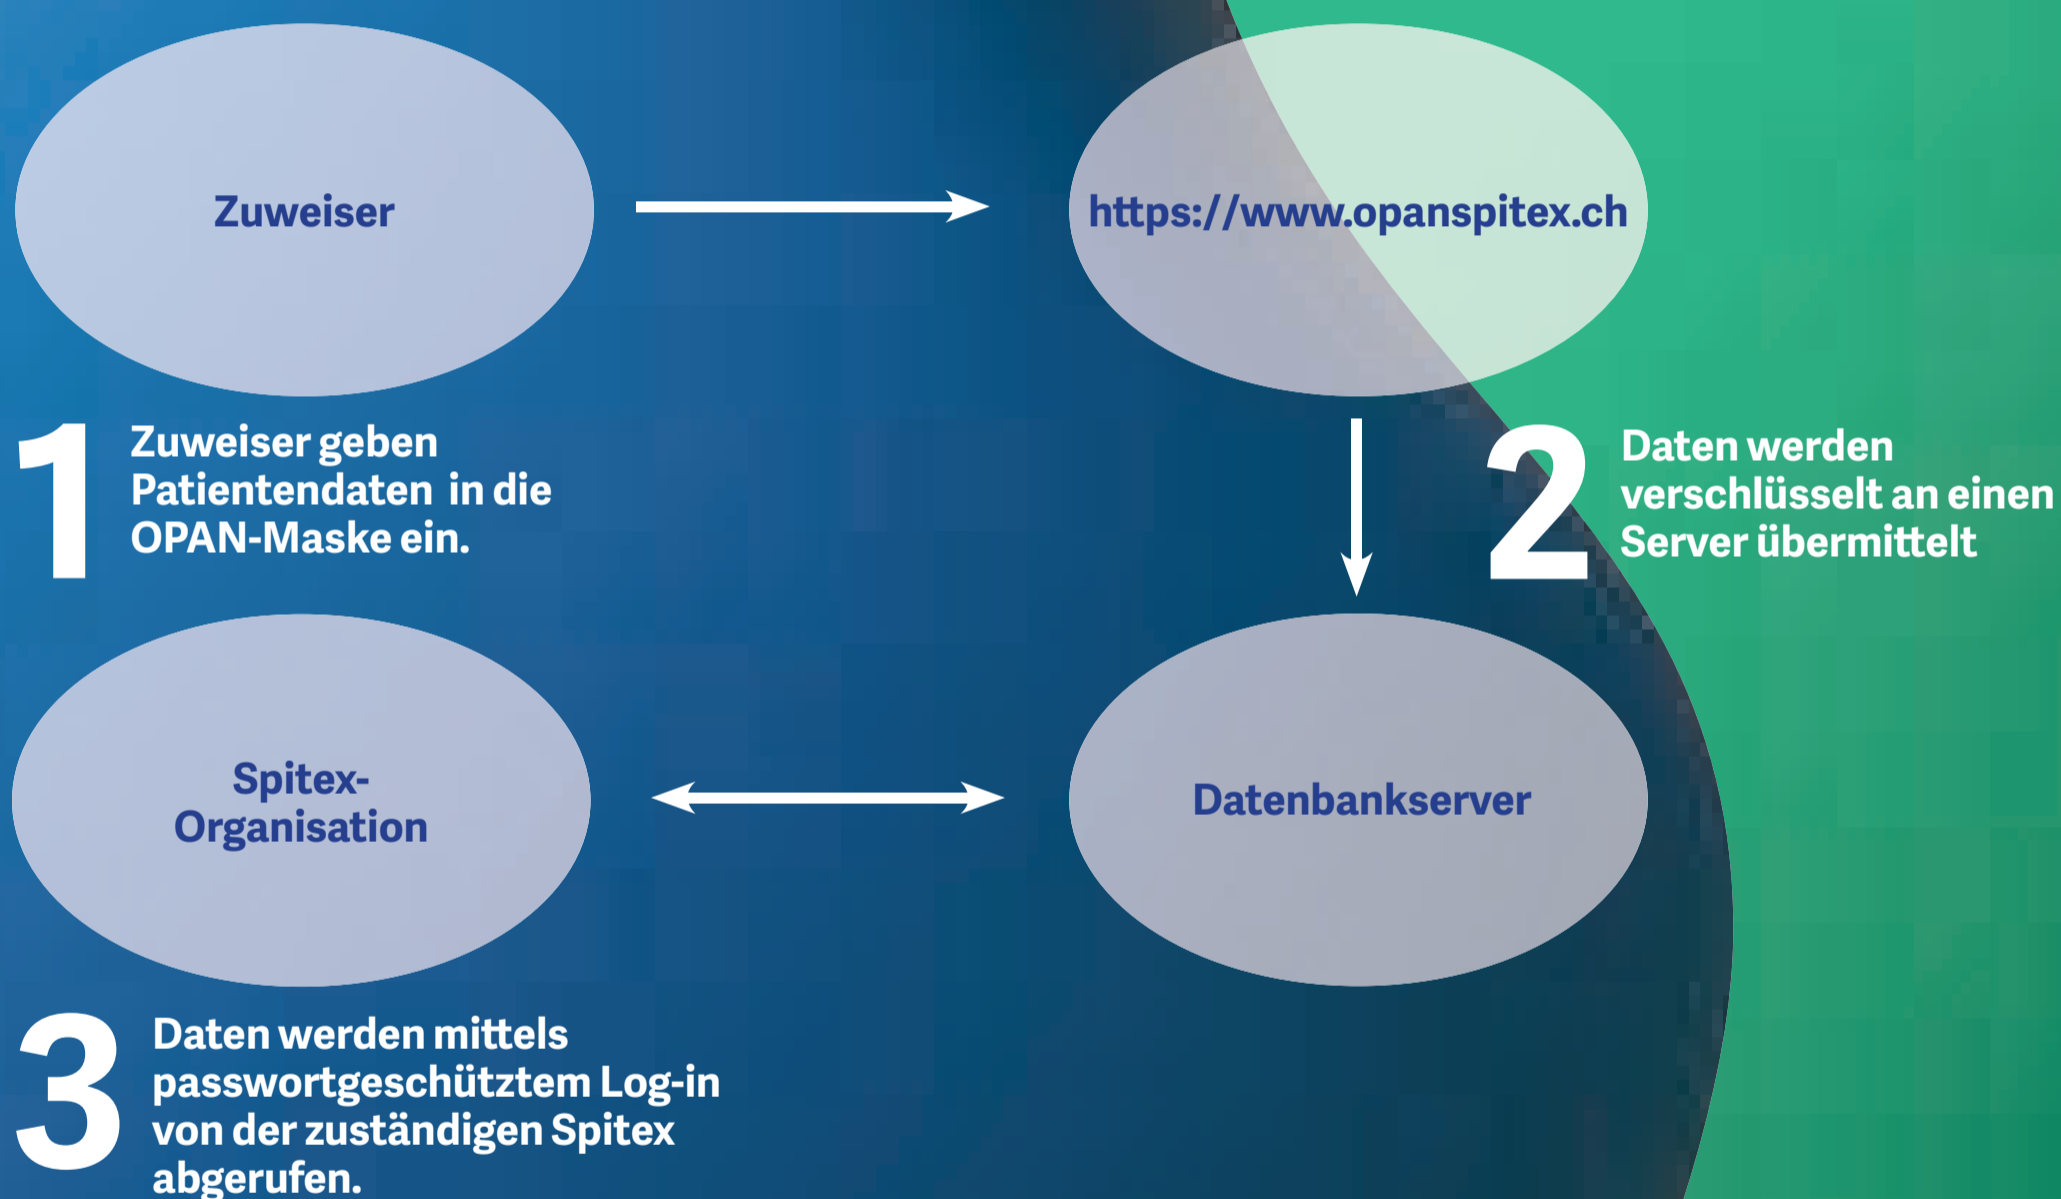 Zuweiser
https://www.opanspitex.ch
1
Zuweiser geben
Patientendaten in die
OPAN-Maske ein.
2
Daten werden
verschlüsselt an einen
Server übermittelt
Spitex-
Organisation
Datenbankserver
3
Daten werden mittels
passwortgeschütztem Log-in
von der zuständigen Spitex
abgerufen.